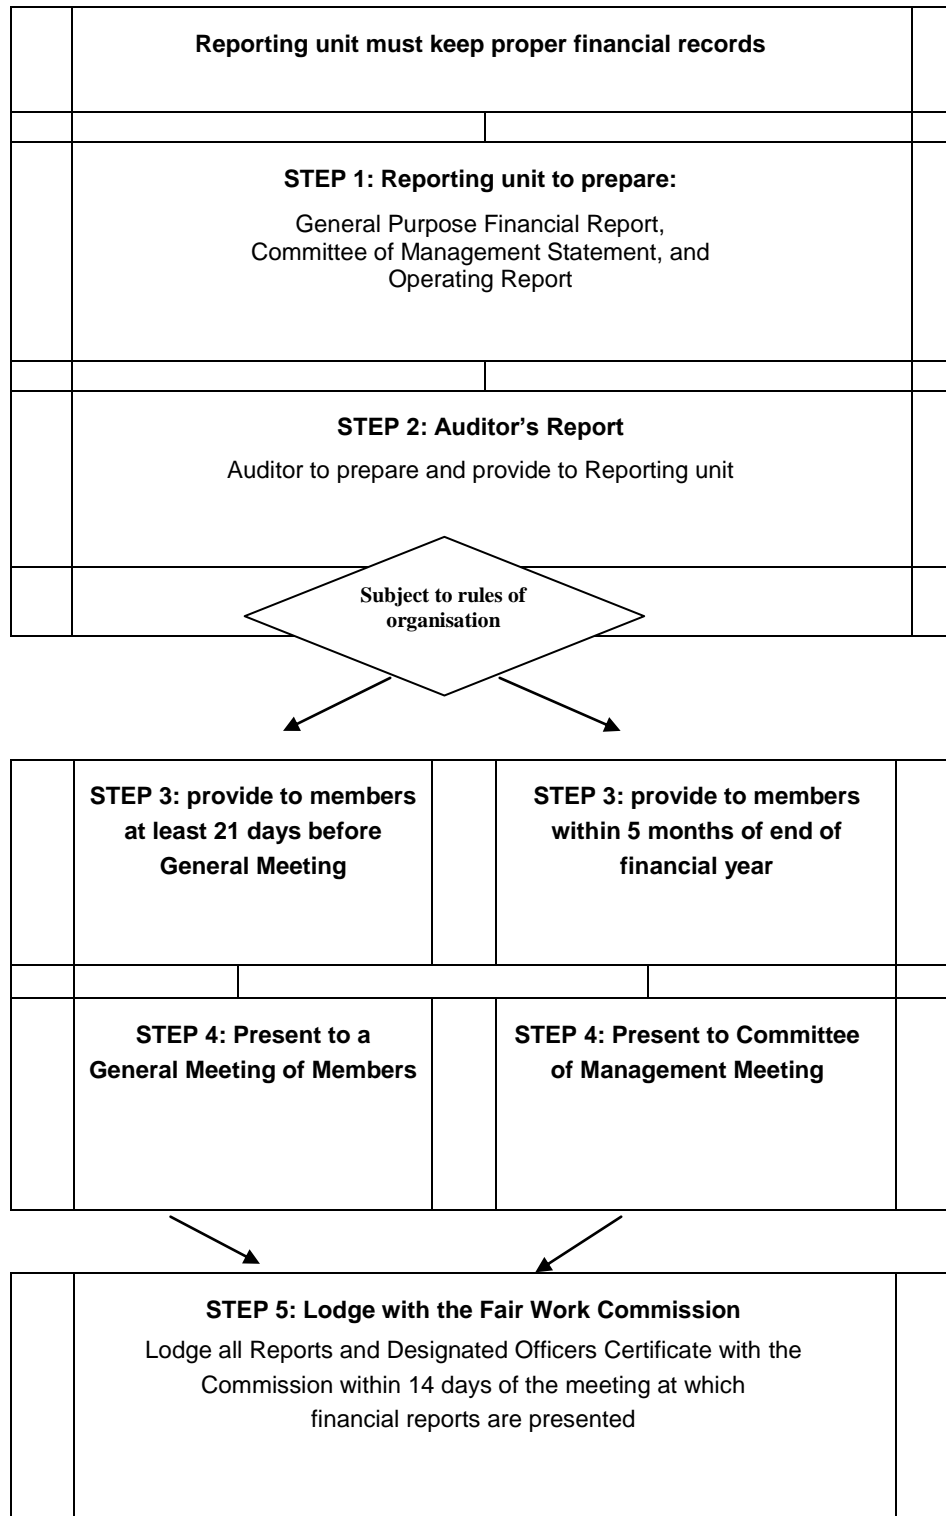 Reporting unit must keep proper financial records
STEP 1: Reporting unit to prepare:
General Purpose Financial Report,
Committee of Management Statement, and
Operating Report
STEP 2: Auditor’s Report
Auditor to prepare and provide to Reporting unit
Subject to rules of
organisation
STEP 3: provide to members
at least 21 days before
General Meeting
STEP 3: provide to members
within 5 months of end of
financial year
STEP 4: Present to a
General Meeting of Members
STEP 4: Present to Committee
of Management Meeting
STEP 5: Lodge with the Fair Work Commission
Lodge all Reports and Designated Officers Certificate with the
Commission within 14 days of the meeting at which
financial reports are presented